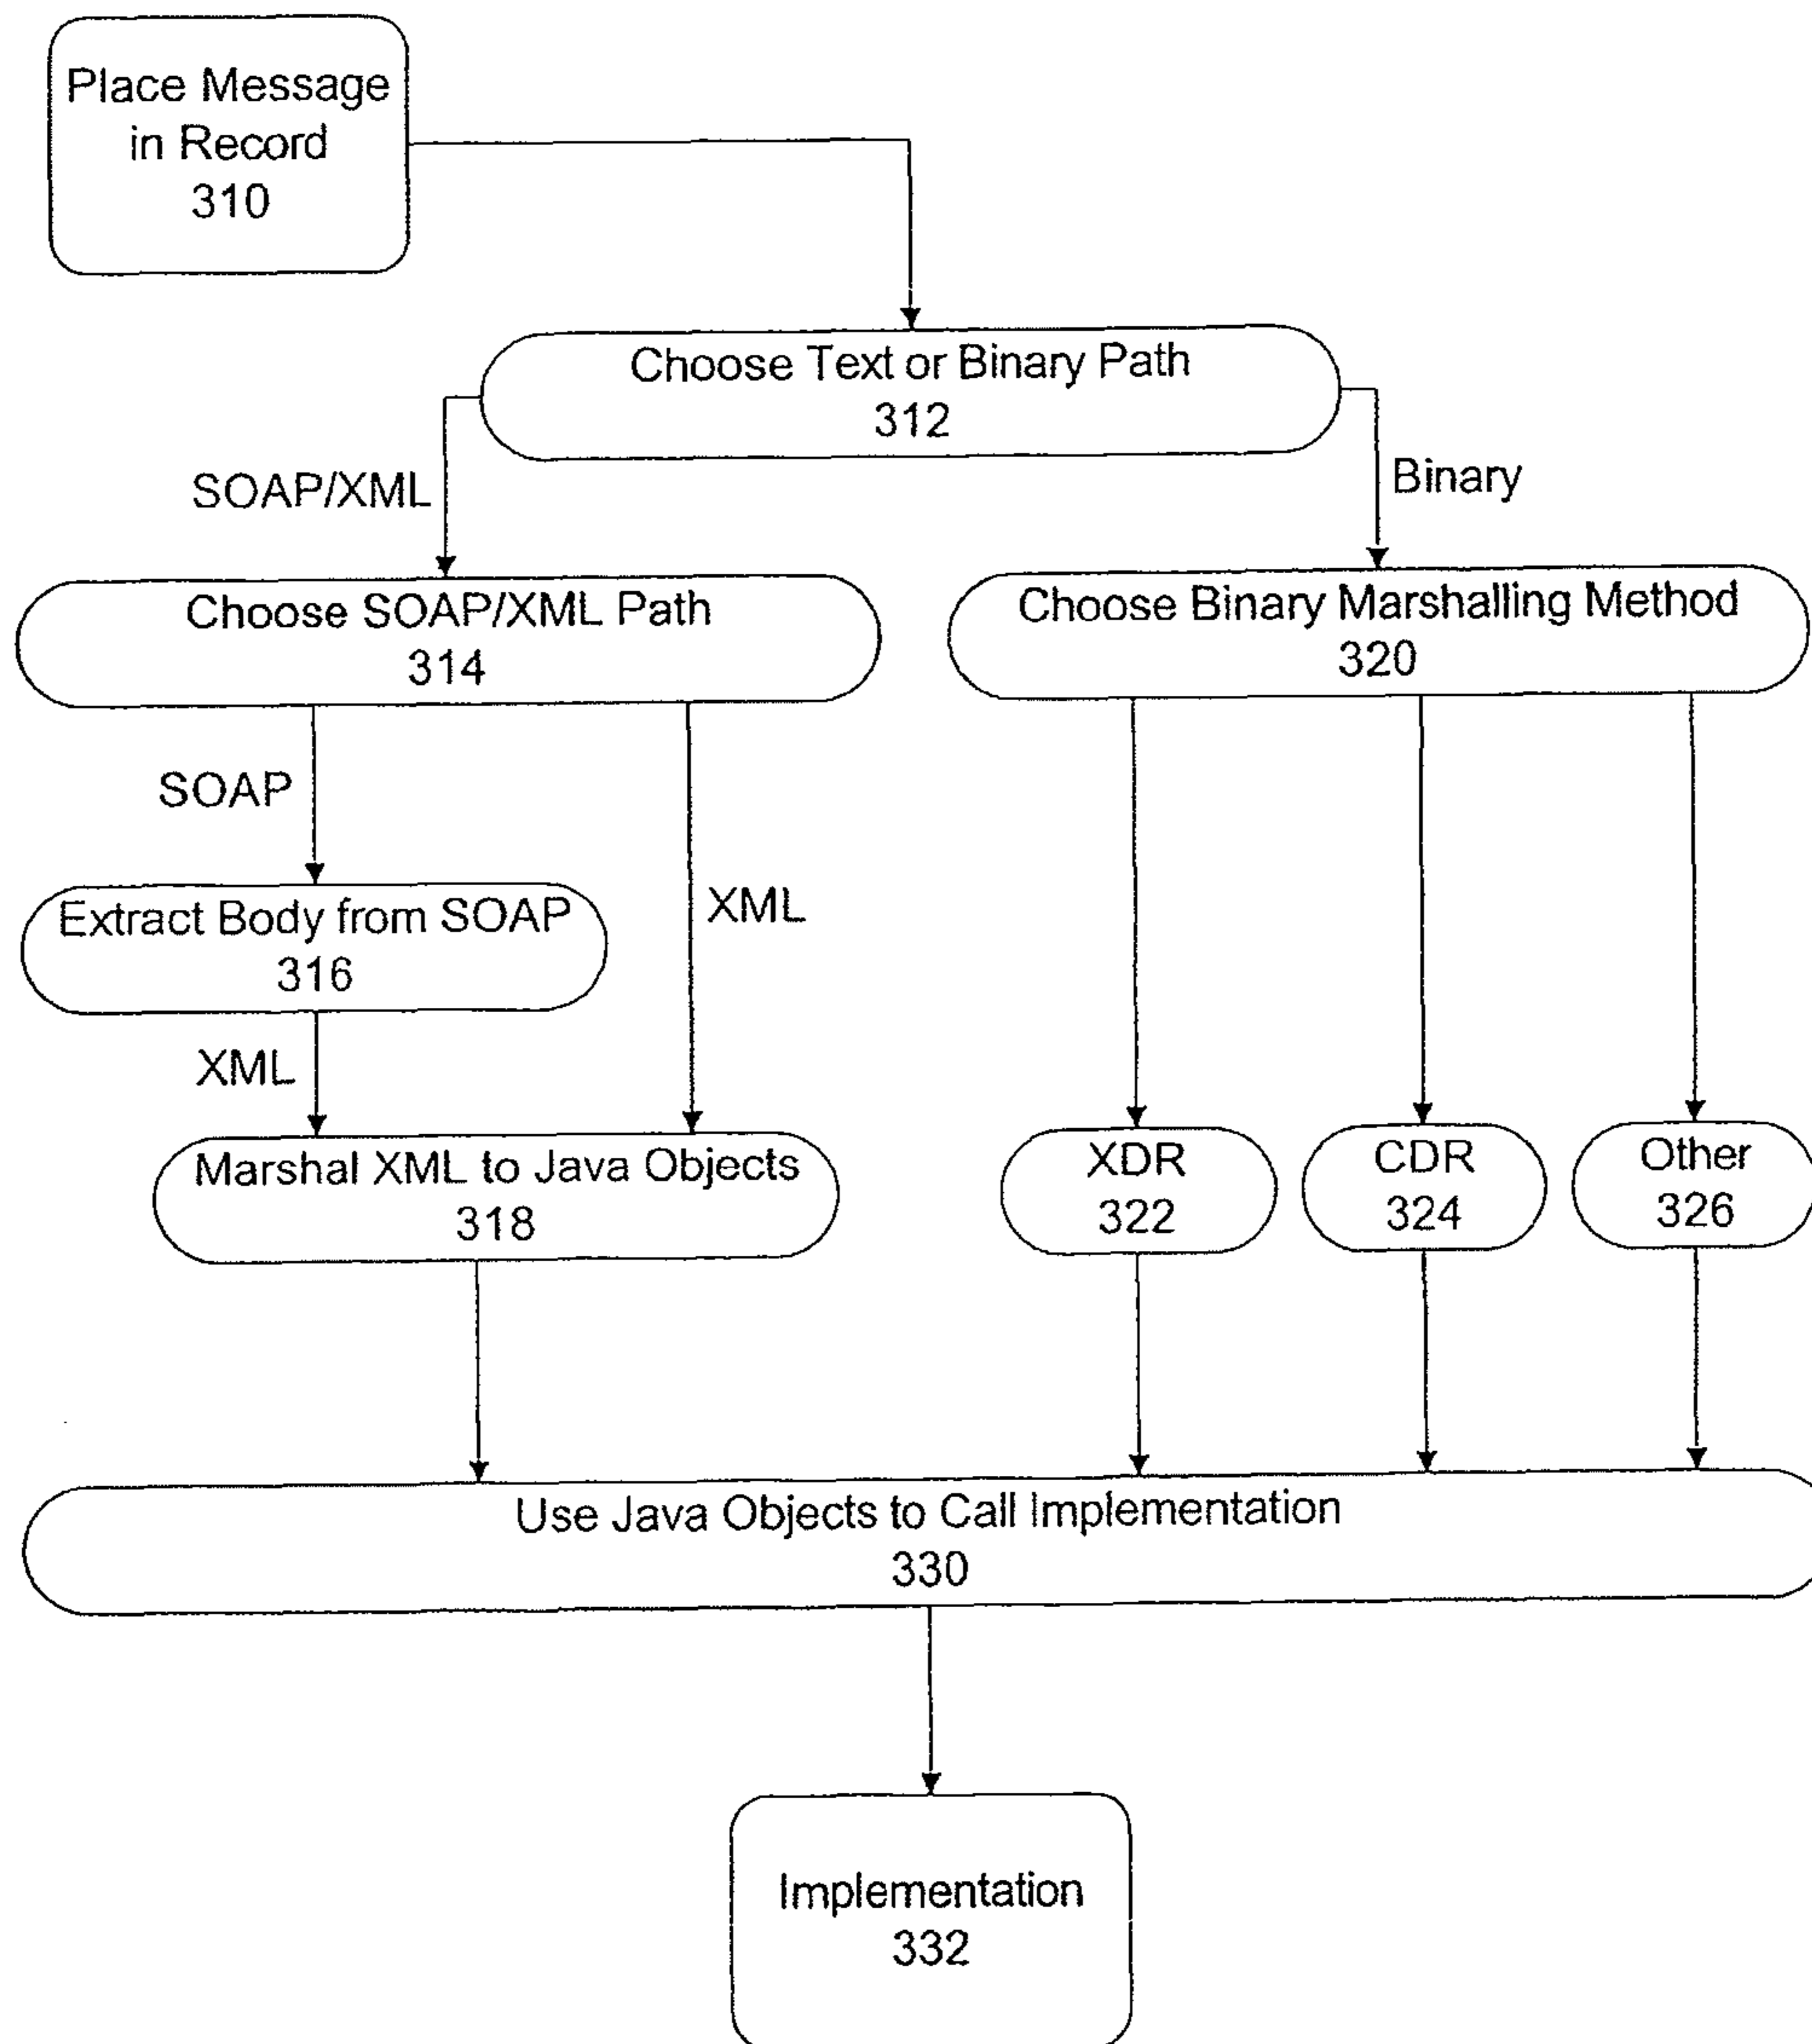 Place Message
in Record
310
Choose Text or Binary Path
312
SOAP/XML
Binary
Choose SOAP/XML Path
314
Choose Binary Marshalling Method
320
SOAP
XML
Extract Body from SOAP
316
XML
Marshal XML to Java Objects
318
XDR
322
CDR
324
Other
326
Use Java Objects to Call Implementation
330
Implementation
332